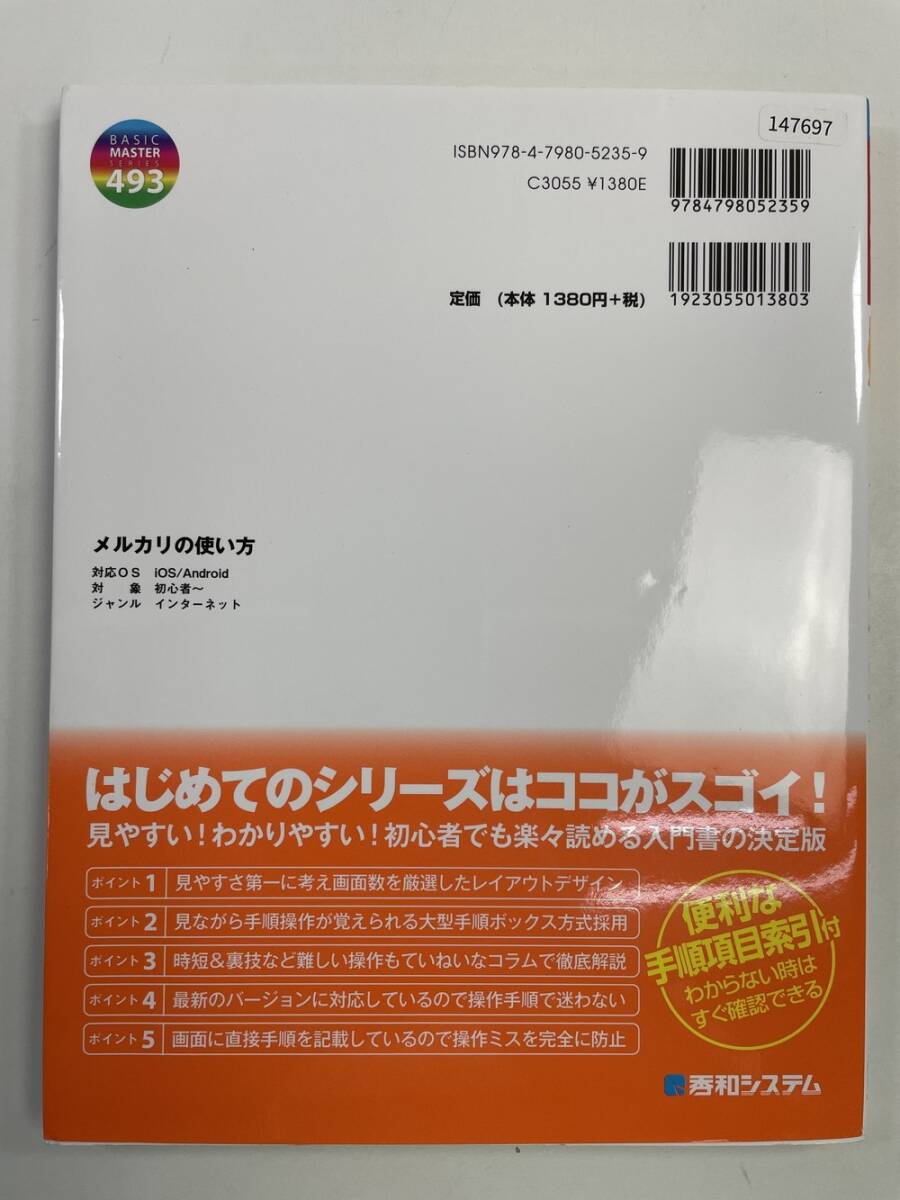 BASIC
MASTER
SERIES
493
147697
ISBN978-4-7980-5235-9
C3055 ¥1380E
9784798052359
定価 (本体 1380円+税)
1923055013803
メルカリの使い方
対応OS iOS/Android
対 象 初心者〜
ジャンル インターネット
はじめてのシリーズはココがスゴイ!
見やすい!わかりやすい!初心者でも楽々読める入門書の決定版
ポイント1 見やすさ第一に考え画面数を厳選したレイアウトデザイン
ポイント2 見ながら手順操作が覚えられる大型手順ボックス方式採用
ポイント3 時短&裏技など難しい操作もていねいなコラムで徹底解説
ポイント4 最新のバージョンに対応しているので操作手順で迷わない
ポイント5 画面に直接手順を記載しているので操作ミスを完全に防止
便利な
手順項目索引付
わからない時は
すぐ確認できる
秀和システム